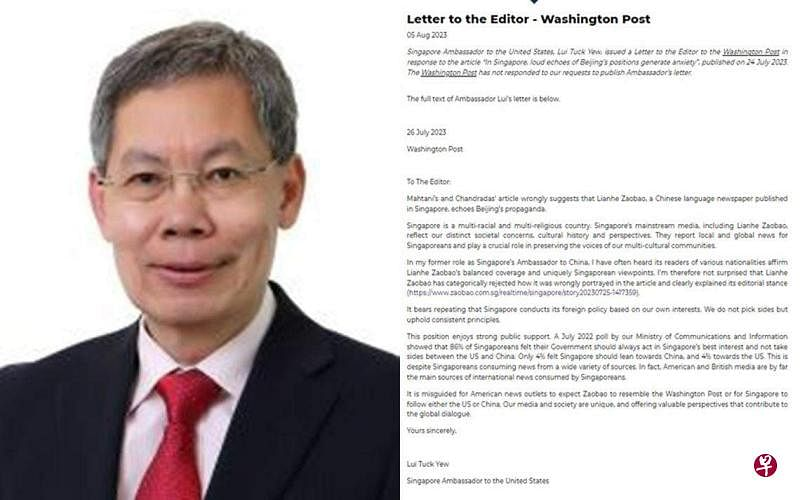 Letter to the Editor - Washington Post
05 Aug 2023
Singapore Ambassador to the United States, Lui Tuck Yew, issued a Letter to the Editor to the Washington Post in
response to the article "In Singapore, loud echoes of Beijing's positions generate anxiety", published on 24 July 2023.
The Washington Post has not responded to our requests to publish Ambassador's letter.
The full text of Ambassador Lui's letter is below.
26 July 2023
Washington Post
To The Editor:
Mahtani's and Chandradas' article wrongly suggests that Lianhe Zaobao, a Chinese language newspaper published
in Singapore, echoes Beijing's propaganda.
Singapore is a multi-racial and multi-religious country. Singapore's mainstream media, including Lianhe Zaobao,
reflect our distinct societal concerns, cultural history and perspectives. They report local and global news for
Singaporeans and play a crucial role in preserving the voices of our multi-cultural communities.
In my former role as Singapore's Ambassador to China, I have often heard its readers of various nationalities affirm
Lianhe Zaobao's balanced coverage and uniquely Singaporean viewpoints. I'm therefore not surprised that Lianhe
Zaobao has categorically rejected how it was wrongly portrayed in the article and clearly explained its editorial stance
(https://www.zaobao.com.sg/realtime/singapore/story20230725-1417359).
It bears repeating that Singapore conducts its foreign policy based on our own interests. We do not pick sides but
uphold consistent principles.
This position enjoys strong public support. A July 2022 poll by our Ministry of Communications and Information
showed that 86% of Singaporeans felt their Government should always act in Singapore's best interest and not take
sides between the US and China. Only 4% felt Singapore should lean towards China, and 4% towards the US. This is
despite Singaporeans consuming news from a wide variety of sources. In fact, American and British media are by far
the main sources of international news consumed by Singaporeans.
It is misguided for American news outlets to expect Zaobao to resemble the Washington Post or for Singapore to
follow either the US or China. Our media and society are unique, and offering valuable perspectives that contribute to
the global dialogue.
Yours sincerely,
Lui Tuck Yew
Singapore Ambassador to the United States
早